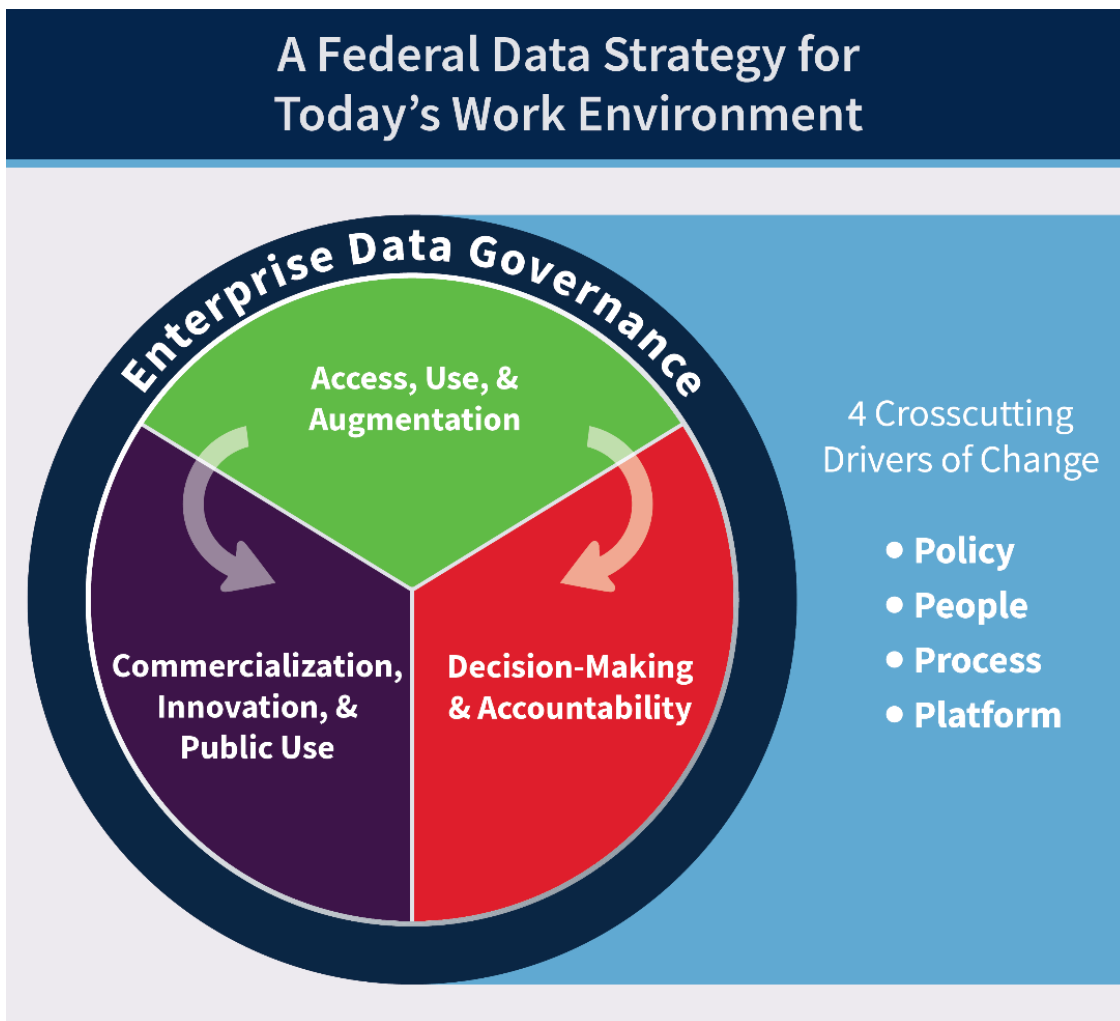 A Federal Data Strategy for
Today’s Work Environment
Enterprise Data Governance
Access, Use, &
Augmentation
Commercialization,
Innovation, &
Public Use
Decision-Making
& Accountability
4 Crosscutting
Drivers of Change
• Policy
• People
• Process
• Platform